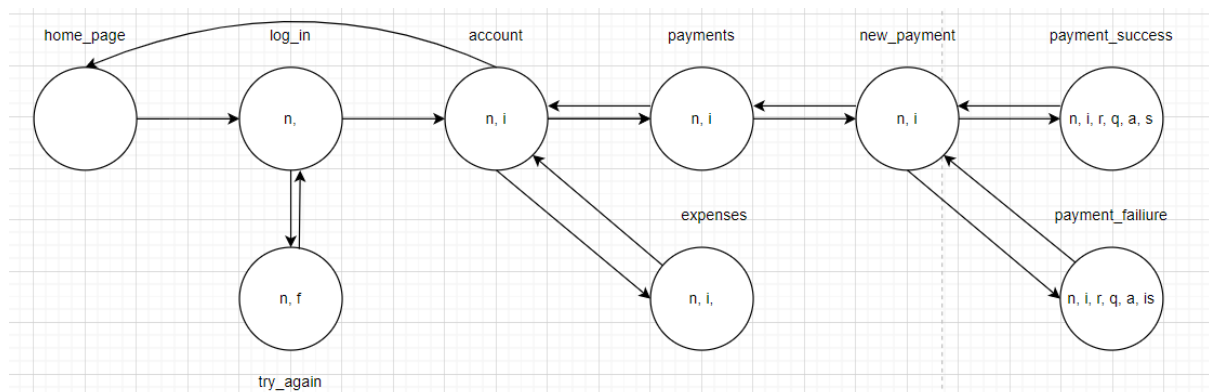 home_page
log_in
account
payments
new_payment
payment_success
n,
n, i
n, i
n, i
n, i, r, q, a, s
expenses
payment_failiure
n, f
n, i,
n, i, r, q, a, is
try_again